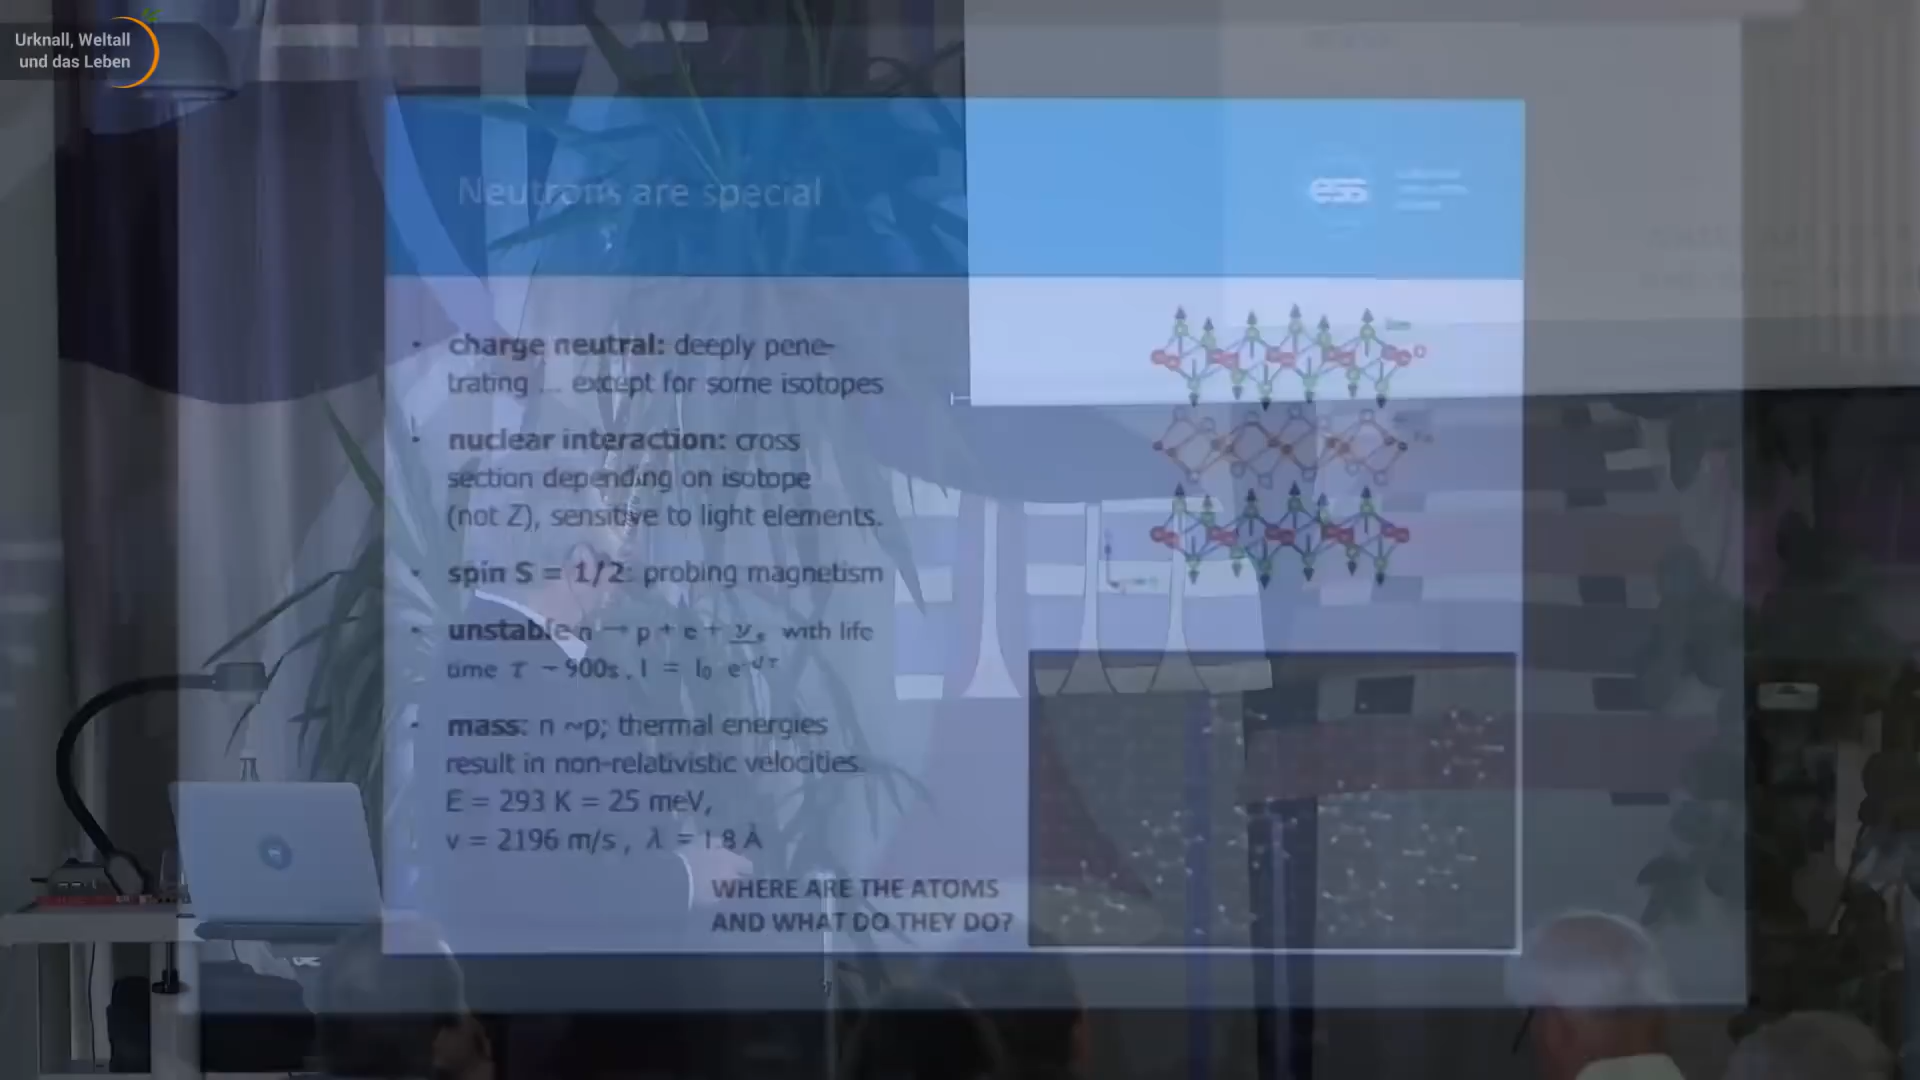 Urknall, Weltall
und das Leben
Neutrons are special
ess
• charge neutral: deeply pene-
trating ... except for some isotopes
• nuclear interaction: cross
section depending on isotope
(not Z), sensitive to light elements.
• spin S = 1/2: probing magnetism
• unstable n → p + e + ν̲ₑ with life
time τ ~ 900s, I = I₀ e⁻ᵗ/τ
• mass: n ~p; thermal energies
result in non-relativistic velocities.
E = 293 K = 25 meV,
v = 2196 m/s , λ = 1.8 Å
WHERE ARE THE ATOMS
AND WHAT DO THEY DO?
O